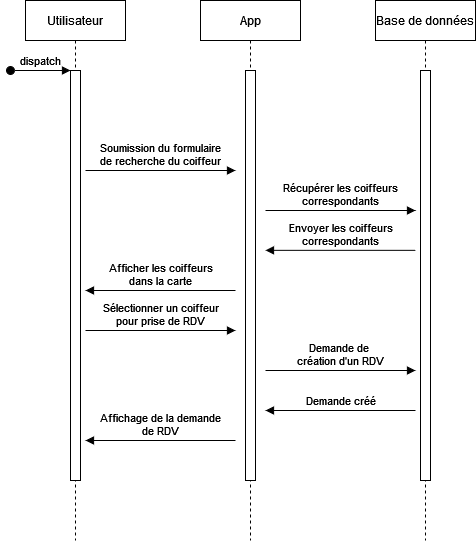 Utilisateur
App
Base de données
dispatch
Soumission du formulaire
de recherche du coiffeur
Récupérer les coiffeurs
correspondants
Envoyer les coiffeurs
correspondants
Afficher les coiffeurs
dans la carte
Sélectionner un coiffeur
pour prise de RDV
Demande de
création d'un RDV
Demande créé
Affichage de la demande
de RDV